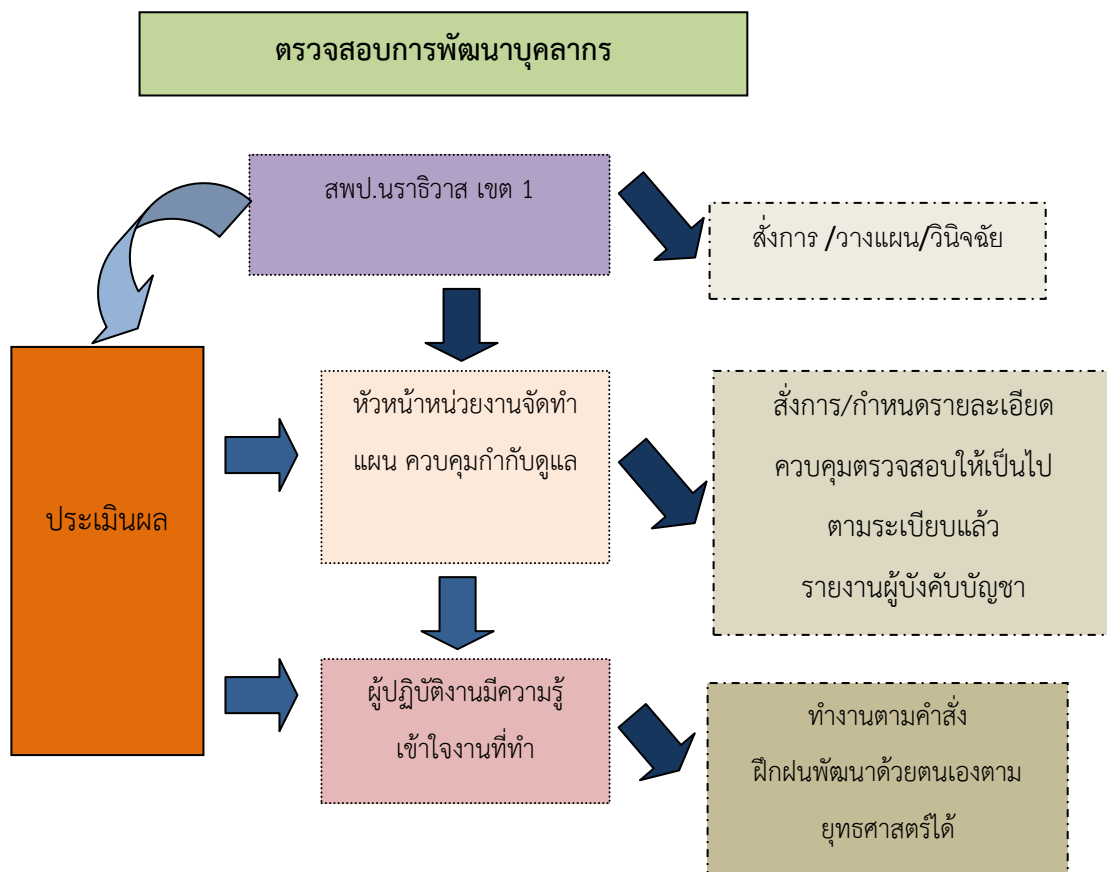 ตรวจสอบการพัฒนาบุคลากร
สพป.นราธิวาส เขต 1
สั่งการ /วางแผน/วินิจฉัย
หัวหน้าหน่วยงานจัดทำ
แผน ควบคุมกำกับดูแล
สั่งการ/กำหนดรายละเอียด
ควบคุมตรวจสอบให้เป็นไป
ตามระเบียบแล้ว
รายงานผู้บังคับบัญชา
ประเมินผล
ผู้ปฏิบัติงานมีความรู้
เข้าใจงานที่ทำ
ทำงานตามคำสั่ง
ฝึกฝนพัฒนาด้วยตนเองตาม
ยุทธศาสตร์ได้